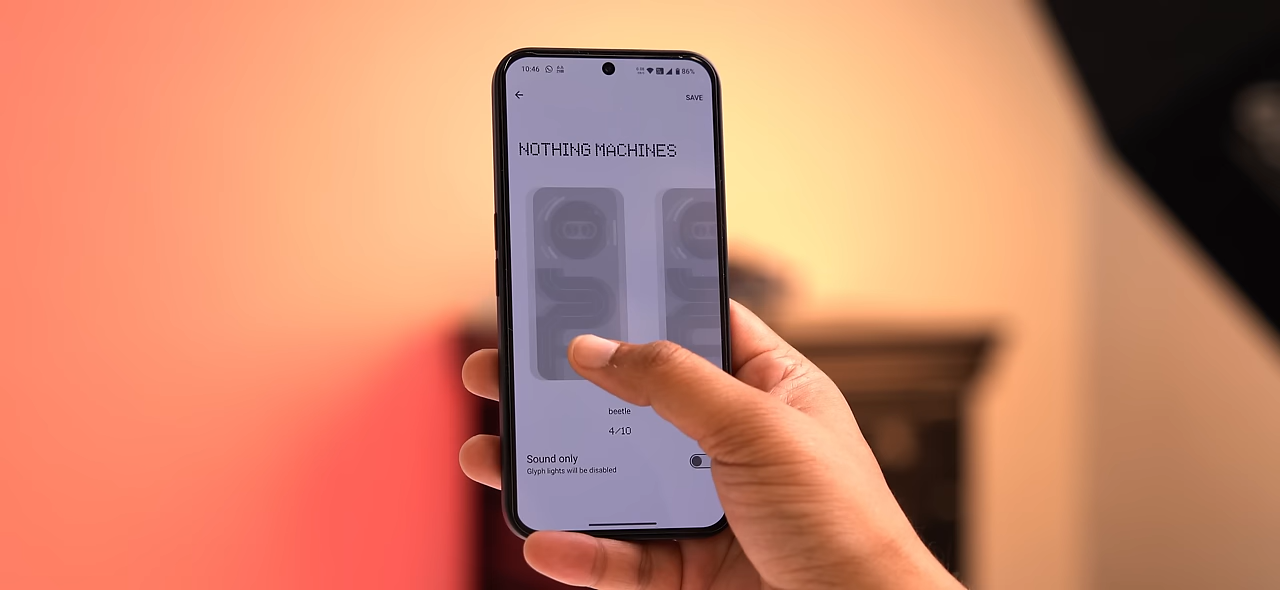 10:46
86%
SAVE
NOTHING MACHINES
beetle
4/10
Sound only
Glyph lights will be disabled